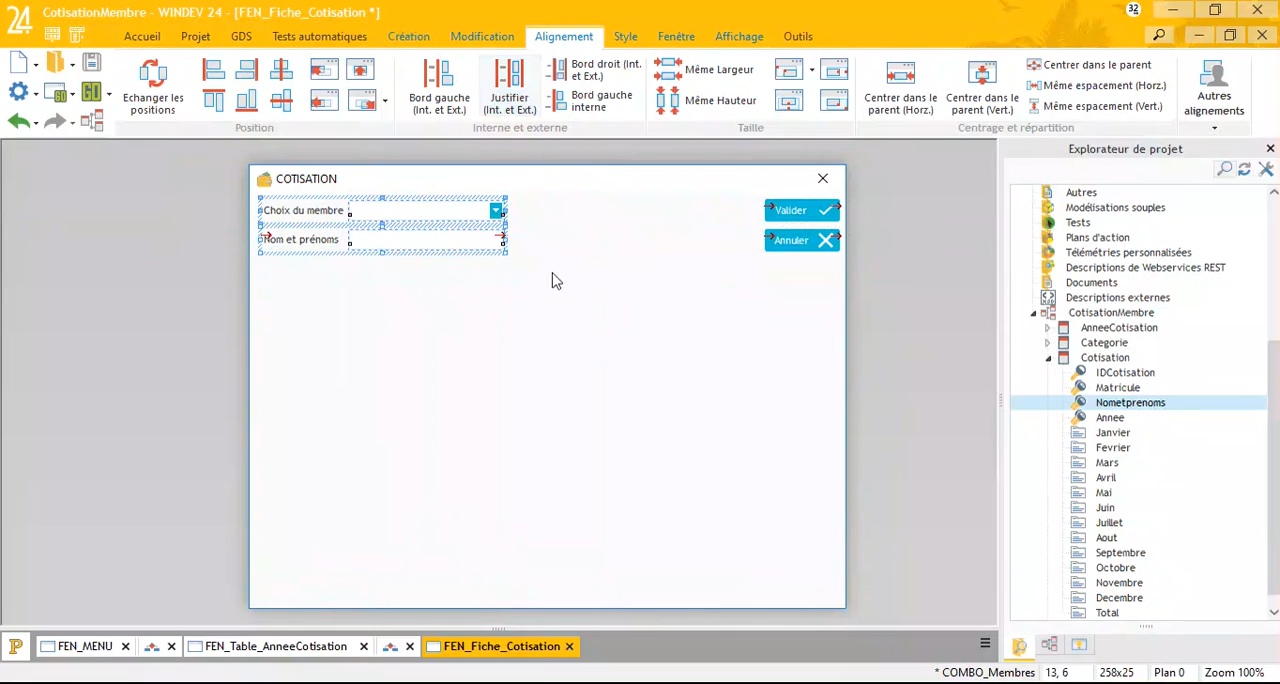 24 CotisationMembre - WINDEV 24 - [FEN_Fiche_Cotisation *] 32
Accueil Projet GDS Tests automatiques Création Modification Alignement Style Fenêtre Affichage Outils
Echanger les positions
Position
Bord gauche (Int. et Ext.)
Justifier (Int. et Ext.)
Bord droit (Int. et Ext.)
Bord gauche interne
Interne et externe
Même Largeur
Même Hauteur
Taille
Centrer dans le parent (Horz.)
Centrer dans le parent (Vert.)
Centrer dans le parent
Même espacement (Horz.)
Même espacement (Vert.)
Centrage et répartition
Autres alignements
GO GO
COTISATION
Choix du membre
Nom et prénoms
Valider
Annuler
Explorateur de projet
Autres
Modélisations souples
Tests
Plans d'action
Télémétries personnalisées
Descriptions de Webservices REST
Documents
Descriptions externes
CotisationMembre
AnneeCotisation
Categorie
Cotisation
IDCotisation
Matricule
Nometprenoms
Annee
Janvier
Fevrier
Mars
Avril
Mai
Juin
Juillet
Aout
Septembre
Octobre
Novembre
Decembre
Total
P FEN_MENU FEN_Table_AnneeCotisation FEN_Fiche_Cotisation
* COMBO_Membres 13, 6 258x25 Plan 0 Zoom 100%